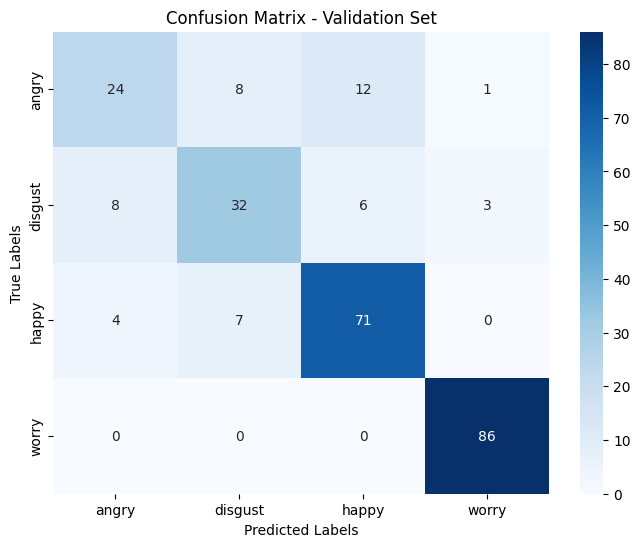 Confusion Matrix - Validation Set
True Labels
angry
24 8 12 1
disgust
8 32 6 3
happy
4 7 71 0
worry
0 0 0 86
angry disgust happy worry
Predicted Labels
80
70
60
50
40
30
20
10
0